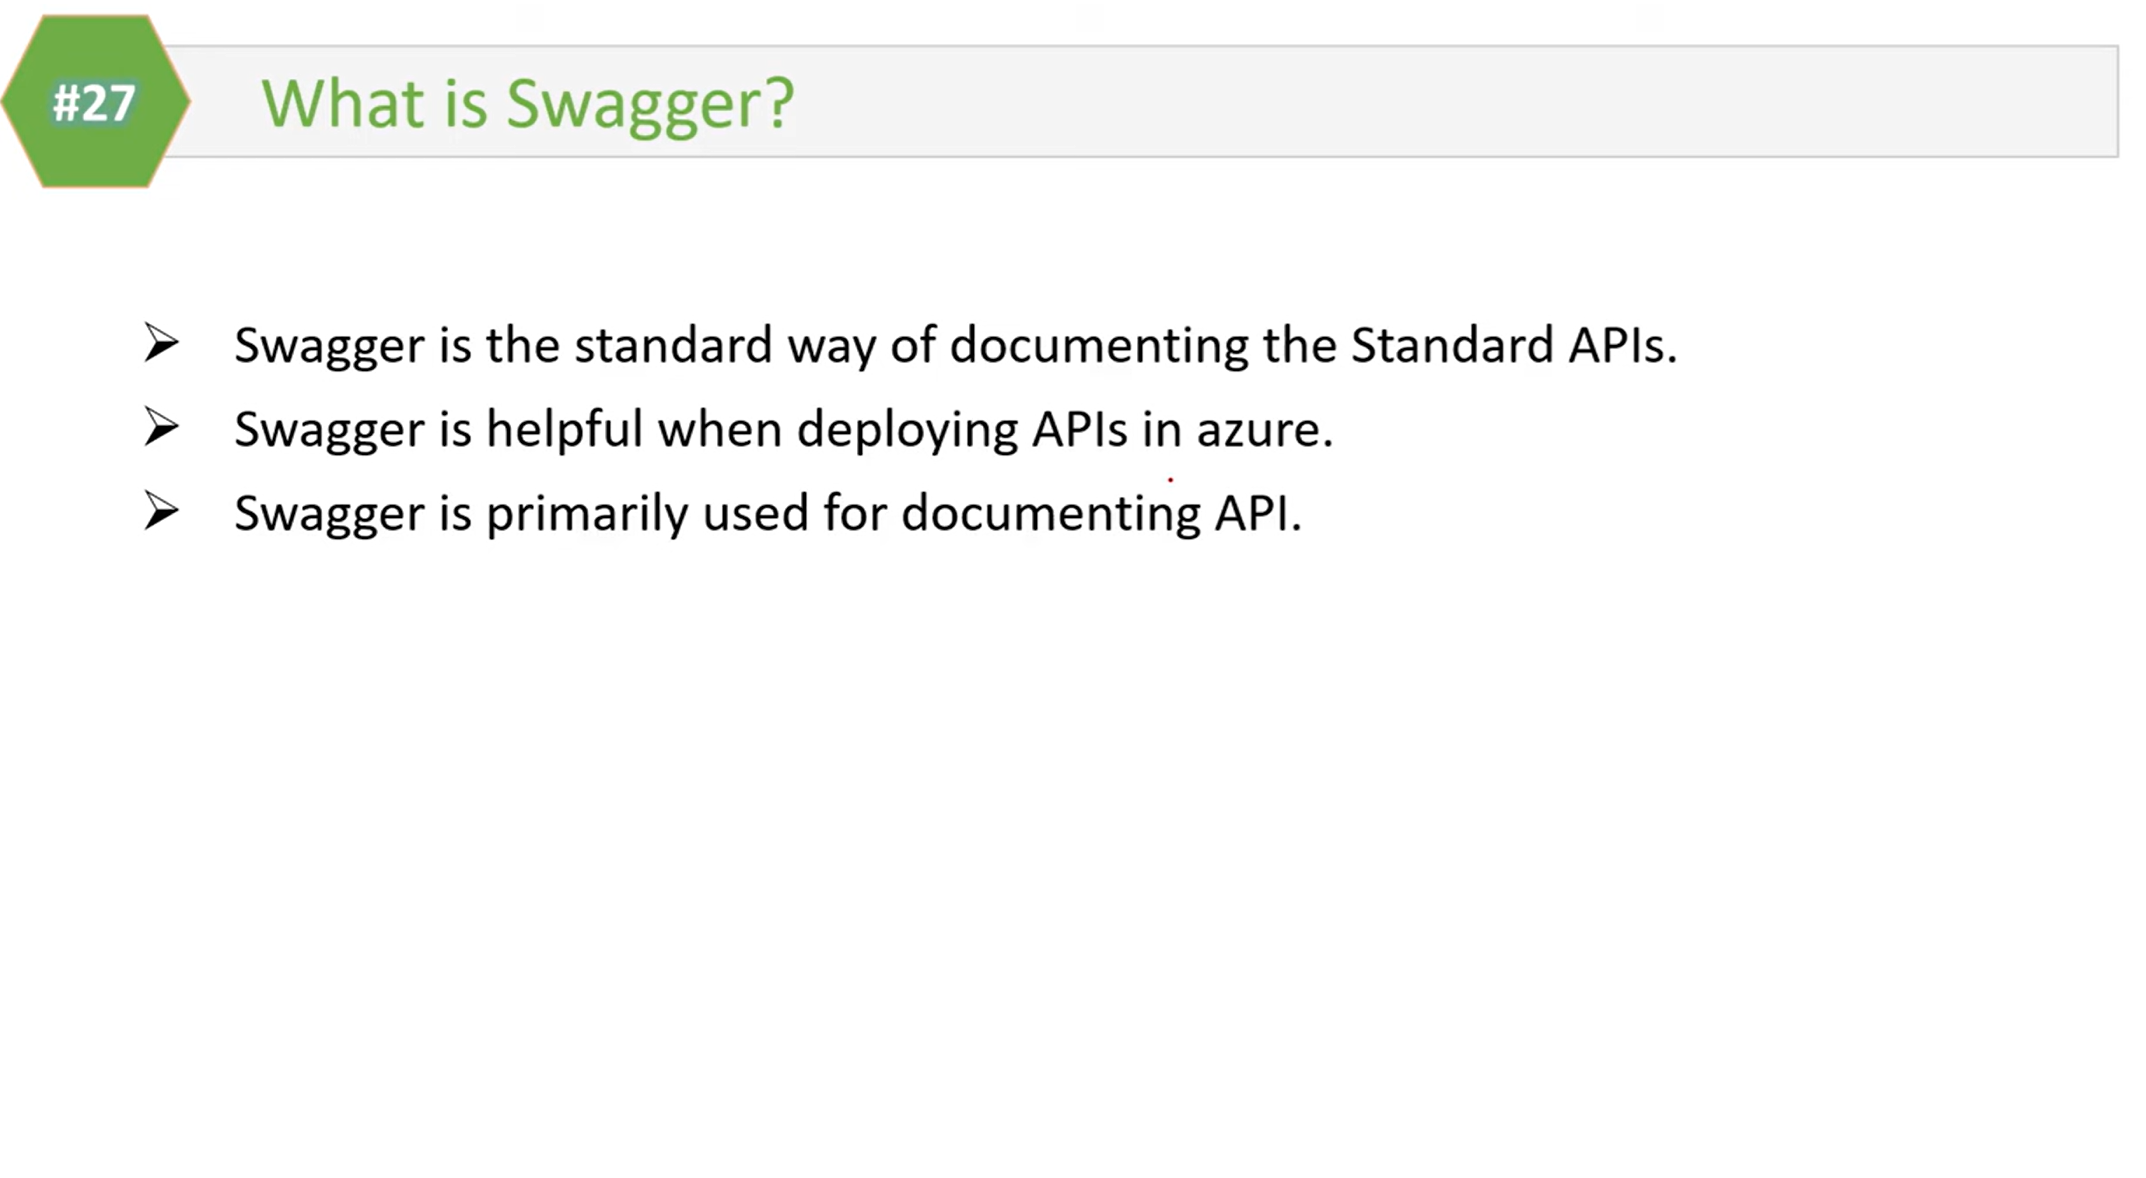 #27
What is Swagger?
Swagger is the standard way of documenting the Standard APIs.
Swagger is helpful when deploying APIs in azure.
Swagger is primarily used for documenting API.